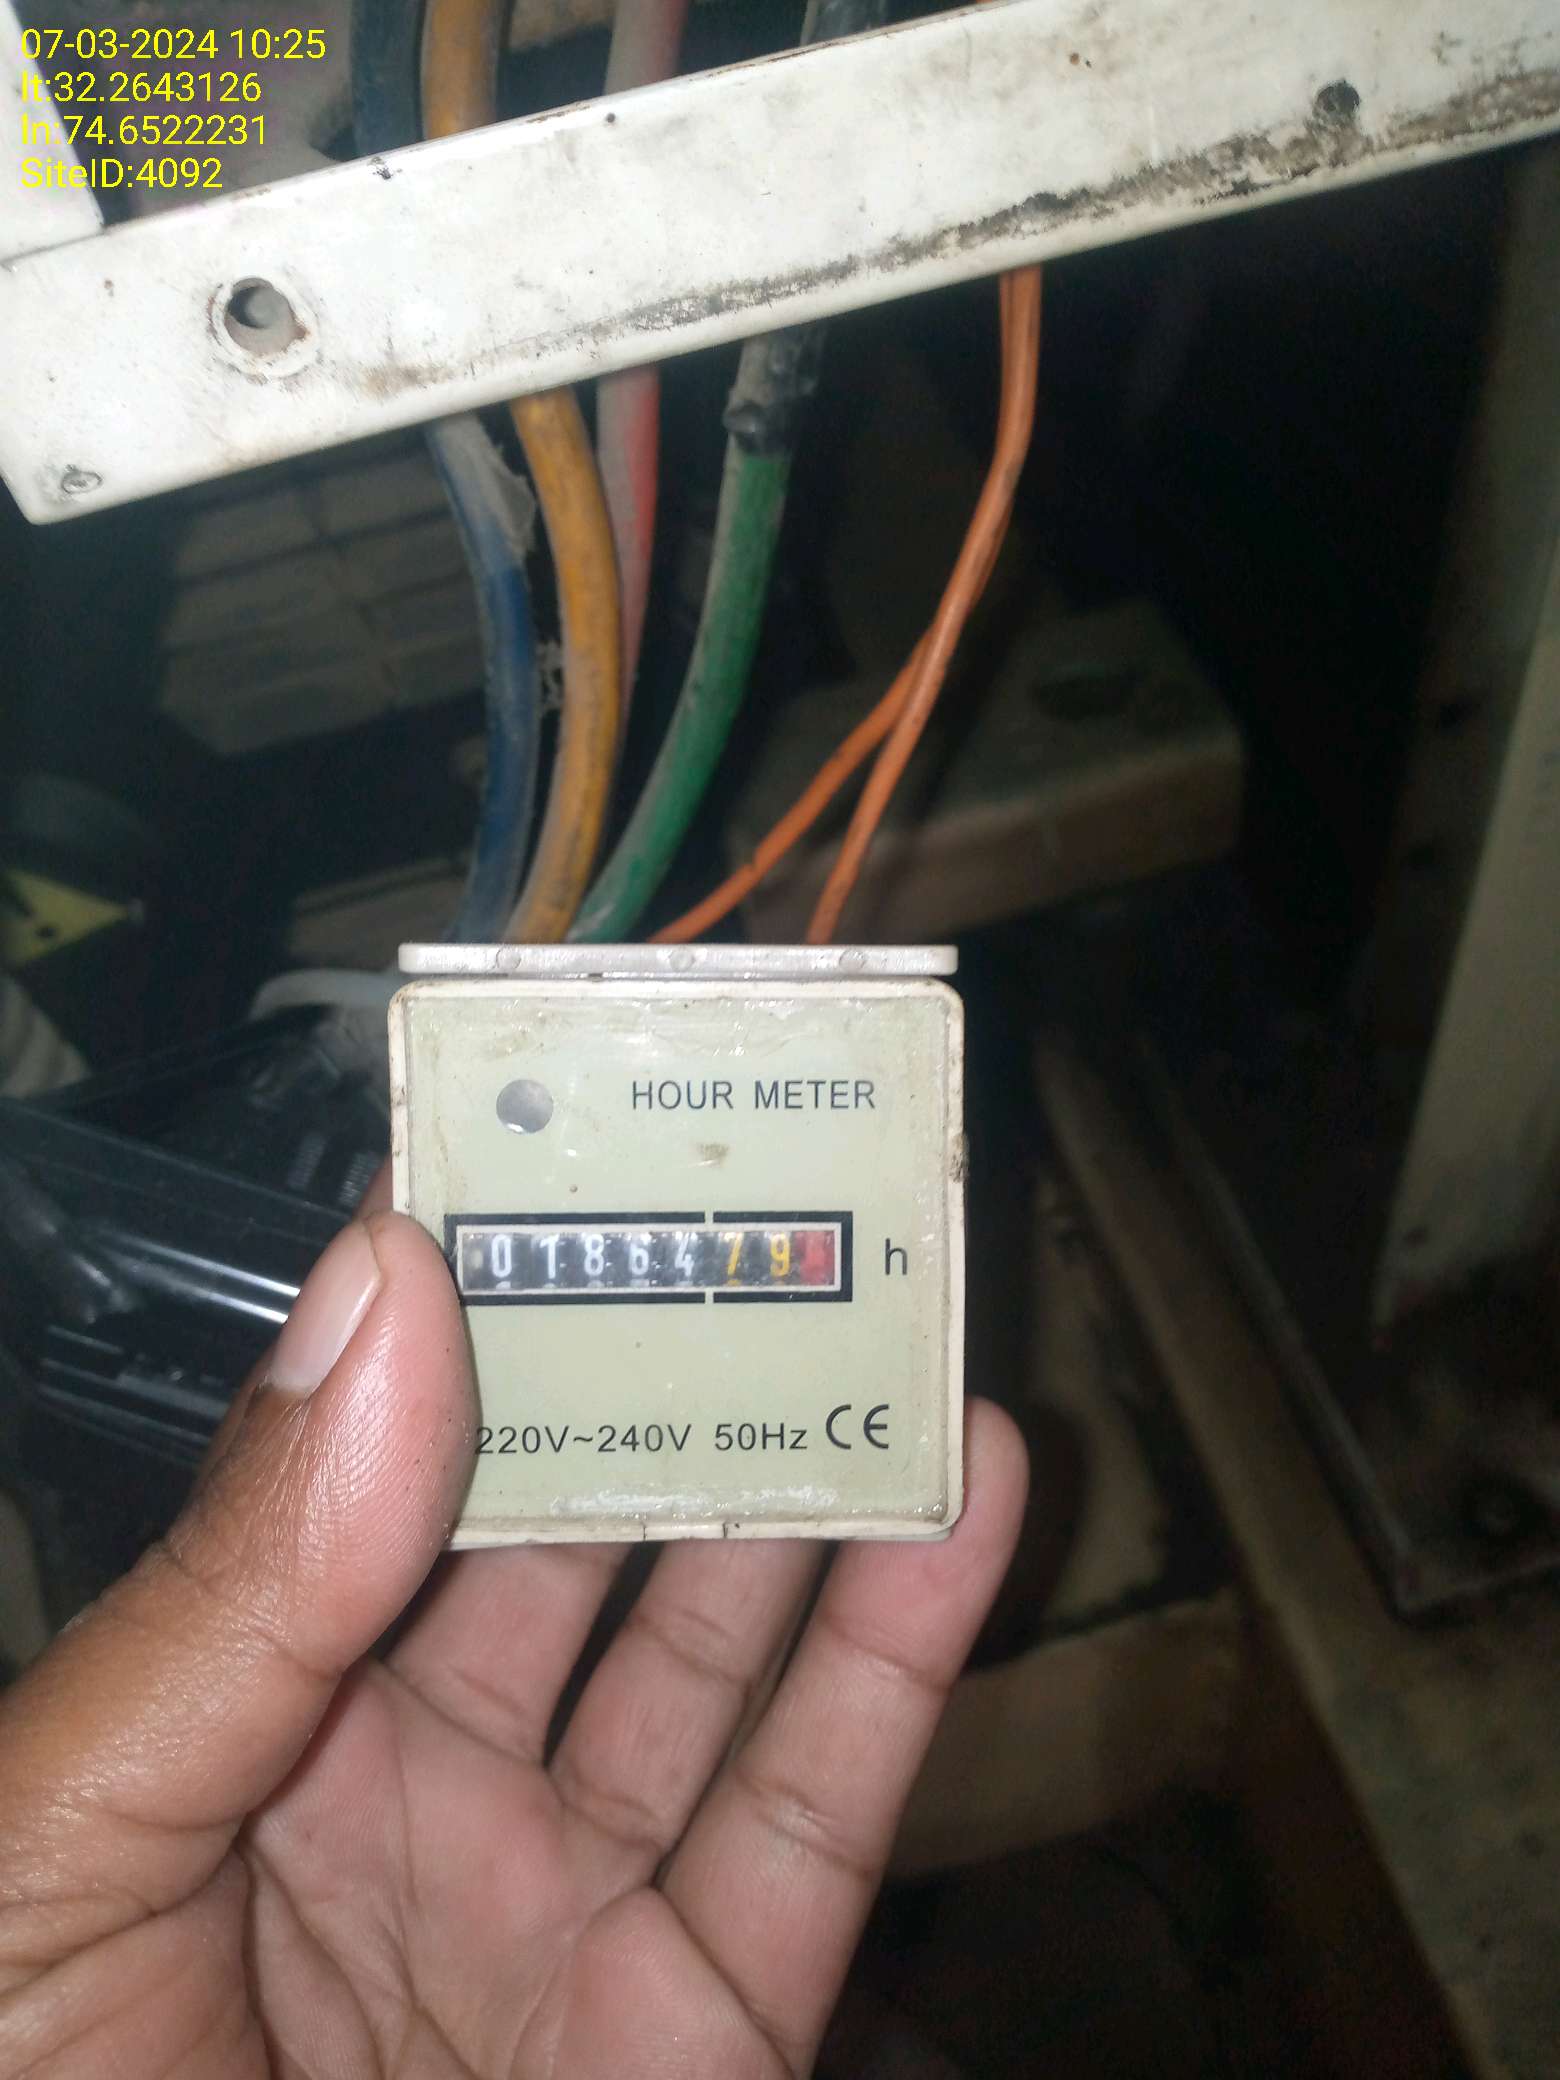 07-03-2024 10:25
lt:32.2643126
ln:74.6522231
SiteID:4092
HOUR METER
0186479 h
220V~240V 50Hz CE